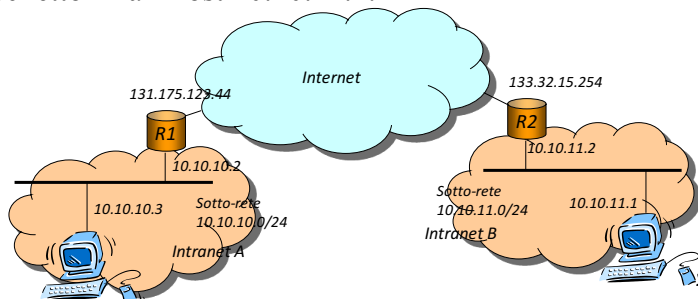 Internet
131.175.123.44
133.32.15.254
R1
R2
10.10.10.2
10.10.11.2
10.10.10.3
Sotto-rete
10.10.10.0/24
Intranet A
Sotto-rete
10.10.11.0/24
Intranet B
10.10.11.1